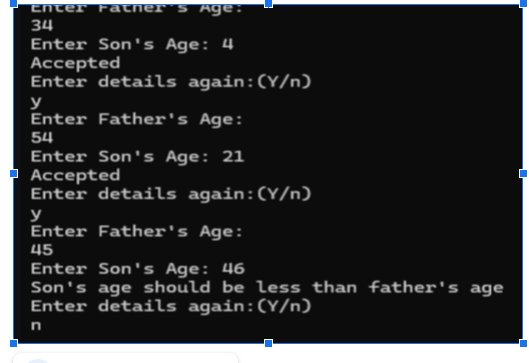 Enter Father's Age:
34
Enter Son's Age: 4
Accepted
Enter details again:(Y/n)
y
Enter Father's Age:
54
Enter Son's Age: 21
Accepted
Enter details again:(Y/n)
y
Enter Father's Age:
45
Enter Son's Age: 46
Son's age should be less than father's age
Enter details again:(Y/n)
n